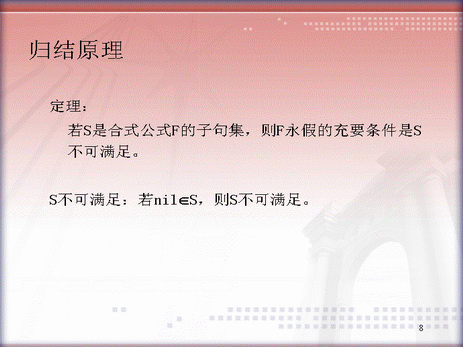 归结原理
定理：
若S是合式公式F的子句集，则F永假的充要条件是S
不可满足。
S不可满足：若nil∈S，则S不可满足。
8